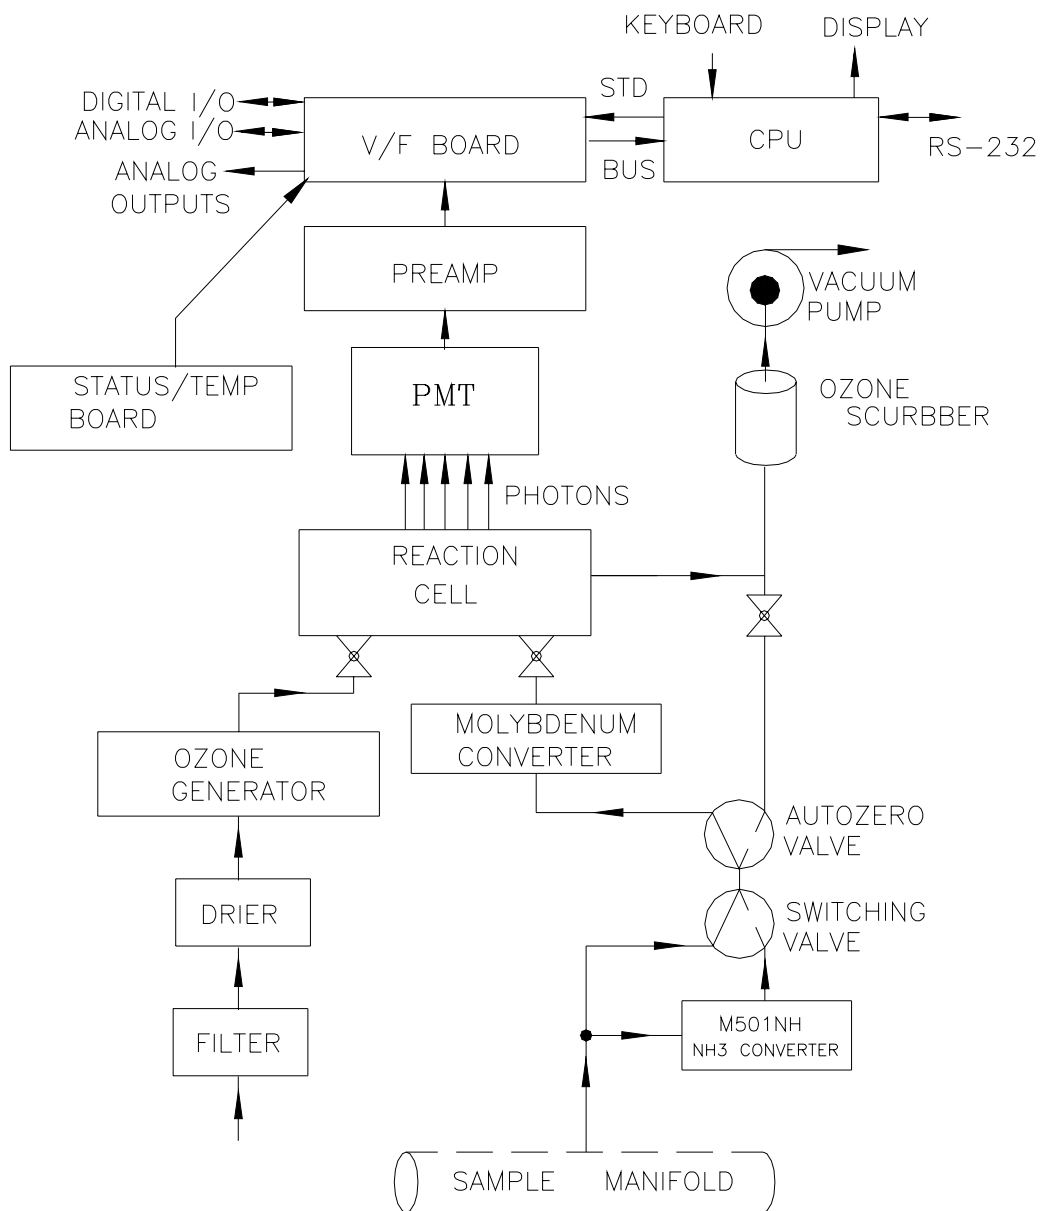 KEYBOARD
DISPLAY
DIGITAL I/O
STD
ANALOG I/O
V/F BOARD
CPU
RS-232
ANALOG
OUTPUTS
BUS
PREAMP
VACUUM
PUMP
STATUS/TEMP
BOARD
PMT
OZONE
SCURBBER
PHOTONS
REACTION
CELL
MOLYBDENUM
CONVERTER
OZONE
GENERATOR
AUTOZERO
VALVE
DRIER
SWITCHING
VALVE
FILTER
M501NH
NH3 CONVERTER
SAMPLE MANIFOLD